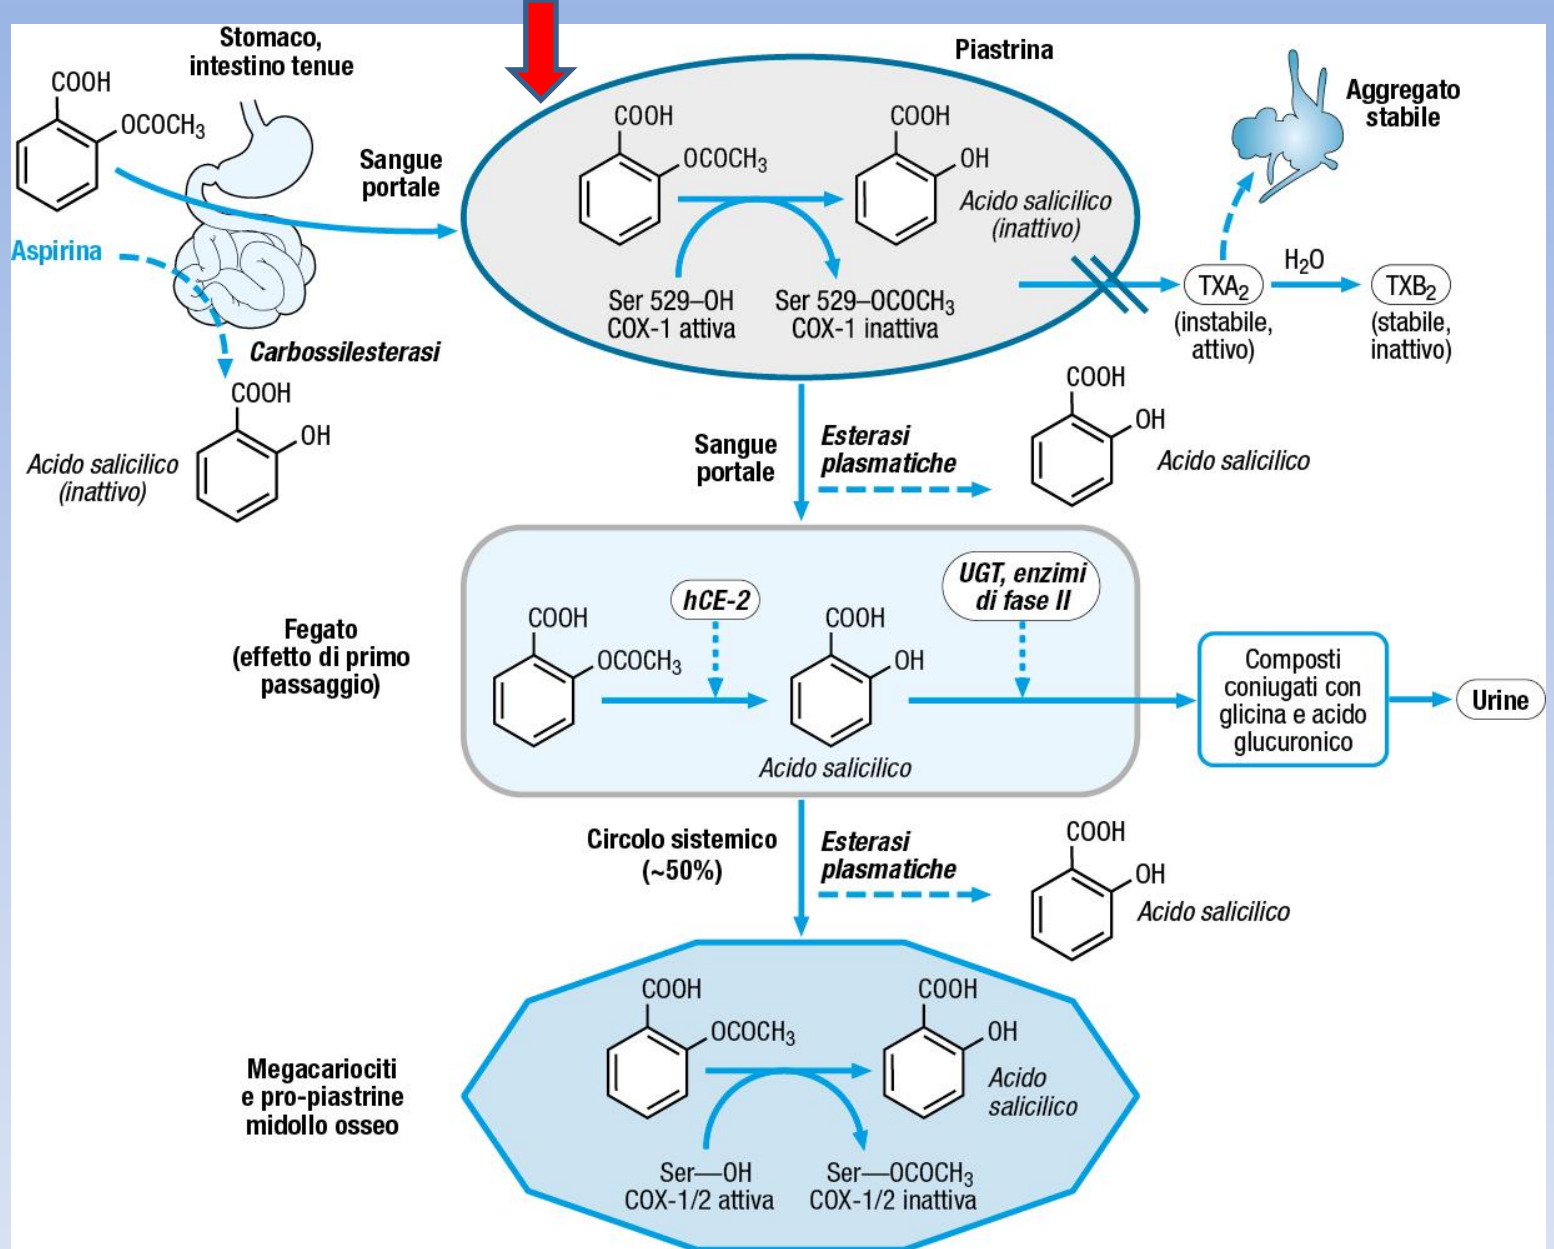 Stomaco,
intestino tenue
COOH
OCOCH₃
Aspirina
Sangue
portale
Carbossilesterasi
COOH
OH
Acido salicilico
(inattivo)
Piastrina
COOH
OCOCH₃
COOH
OH
Acido salicilico
(inattivo)
Ser 529–OH
COX-1 attiva
Ser 529–OCOCH₃
COX-1 inattiva
Aggregato
stabile
TXA₂
(instabile,
attivo)
H₂O
TXB₂
(stabile,
inattivo)
Sangue
portale
Esterasi
plasmatiche
COOH
OH
Acido salicilico
Fegato
(effetto di primo
passaggio)
COOH
OCOCH₃
hCE-2
COOH
OH
Acido salicilico
UGT, enzimi
di fase II
Composti
coniugati con
glicina e acido
glucuronico
Urine
Circolo sistemico
(~50%)
Esterasi
plasmatiche
COOH
OH
Acido salicilico
Megacariociti
e pro-piastrine
midollo osseo
COOH
OCOCH₃
COOH
OH
Acido
salicilico
Ser—OH
COX-1/2 attiva
Ser—OCOCH₃
COX-1/2 inattiva